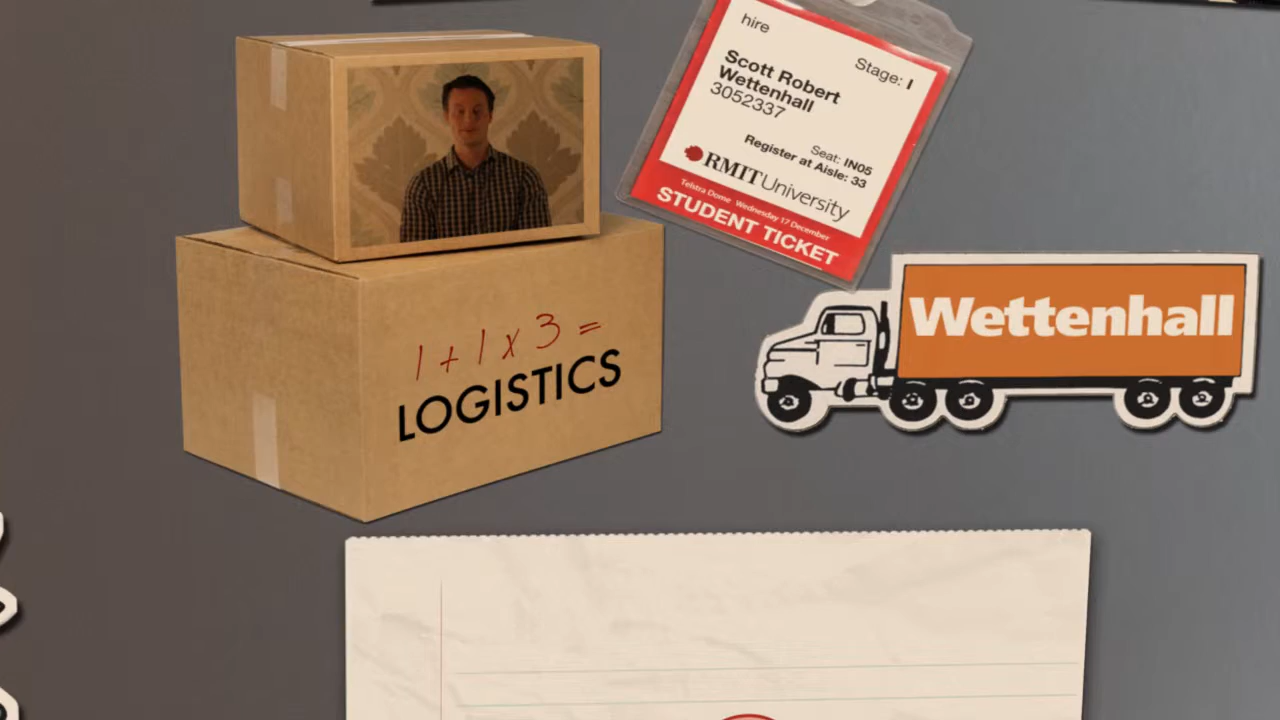 hire
Stage: I
Scott Robert
Wettenhall
3052337
Seat: IN05
Register at Aisle: 33
RMIT University
Telstra Dome Wednesday 17 December
STUDENT TICKET
Wettenhall
1 + 1 x 3 =
LOGISTICS